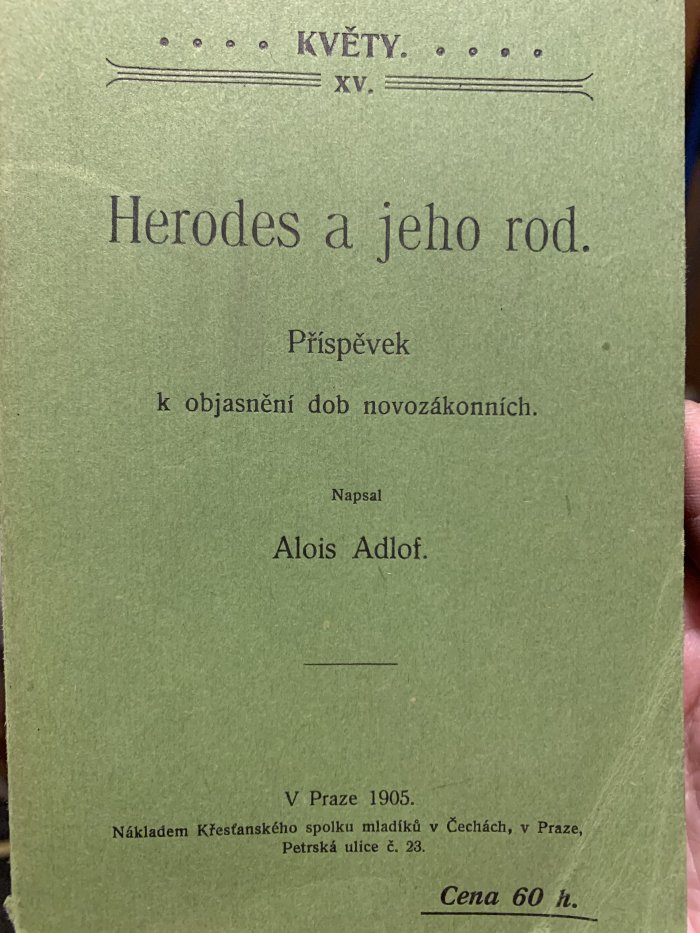 KVĚTY.
XV.
Herodes a jeho rod.
Příspěvek
k objasnění dob novozákonních.
Napsal
Alois Adlof.
V Praze 1905.
Nákladem Křesťanského spolku mladíků v Čechách, v Praze,
Petrská ulice č. 23.
Cena 60 h.